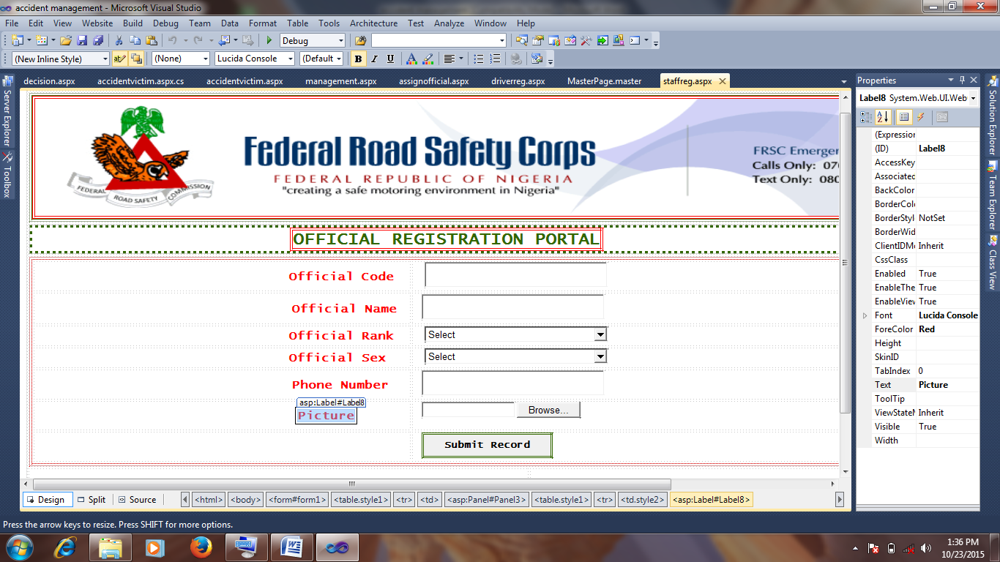 accident management - Microsoft Visual Studio
File Edit View Website Build Debug Team Data Format Table Tools Architecture Test Analyze Window Help
Debug
(New Inline Style) (None) Lucida Console (Default B I U A
decision.aspx accidentvictim.aspx.cs accidentvictim.aspx management.aspx assignofficial.aspx driverreg.aspx MasterPage.master staffreg.aspx
Server Explorer
Toolbox
FEDERAL ROAD SAFETY COMMISSION
Federal Road Safety Corps
FEDERAL REPUBLIC OF NIGERIA
"creating a safe motoring environment in Nigeria"
FRSC Emerger
Calls Only: 070
Text Only: 080
OFFICIAL REGISTRATION PORTAL
Official Code
Official Name
Official Rank Select
Official Sex Select
Phone Number
asp:Label#Label8
Picture Browse...
Submit Record
Design Split Source <html> <body> <form#form1> <table.style1> <tr> <td> <asp:Panel#Panel3> <table.style1> <tr> <td.style2> <asp:Label#Label8>
Properties
Label8 System.Web.UI.Web
(Expression
(ID) Label8
AccessKey
Associated
BackColor
BorderColo
BorderStyl NotSet
BorderWid
ClientIDMo Inherit
CssClass
Enabled True
EnableThe True
EnableView True
Font Lucida Console
ForeColor Red
Height
SkinID
TabIndex 0
Text Picture
ToolTip
ViewStateM Inherit
Visible True
Width
Solution Explorer
Team Explorer
Class View
Press the arrow keys to resize. Press SHIFT for more options.
1:36 PM
10/23/2015